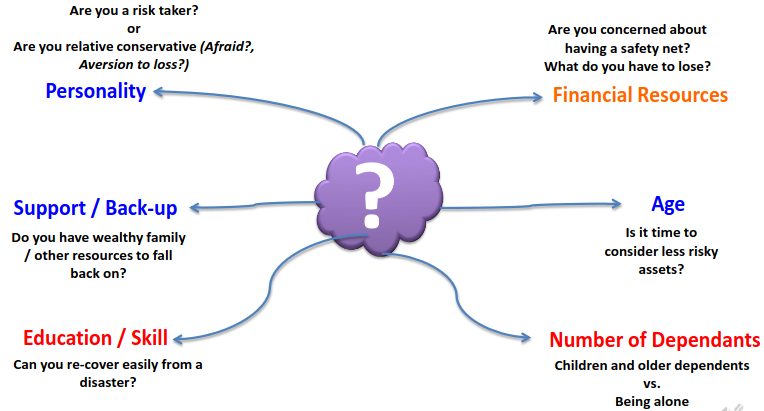 Are you a risk taker?
or
Are you relative conservative (Afraid?,
Aversion to loss?)
Personality
Are you concerned about
having a safety net?
What do you have to lose?
Financial Resources
?
Support / Back-up
Do you have wealthy family
/ other resources to fall
back on?
Age
Is it time to
consider less risky
assets?
Education / Skill
Can you re-cover easily from a
disaster?
Number of Dependants
Children and older dependents
vs.
Being alone